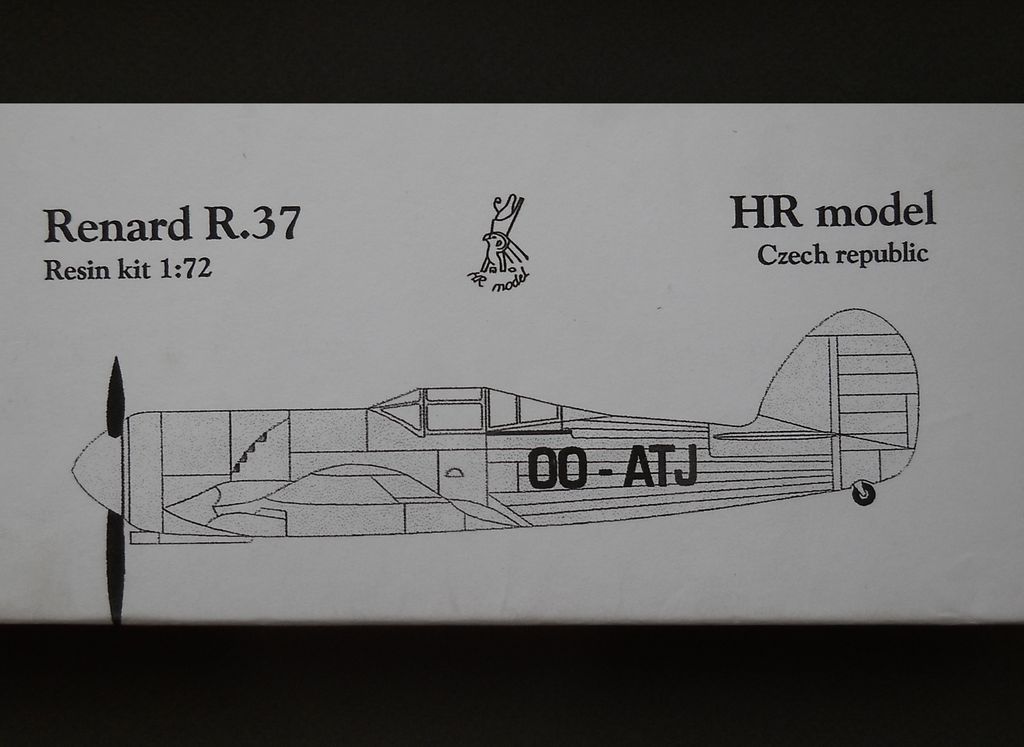 Renard R.37
Resin kit 1:72
HR model
HR model
Czech republic
OO - ATJ